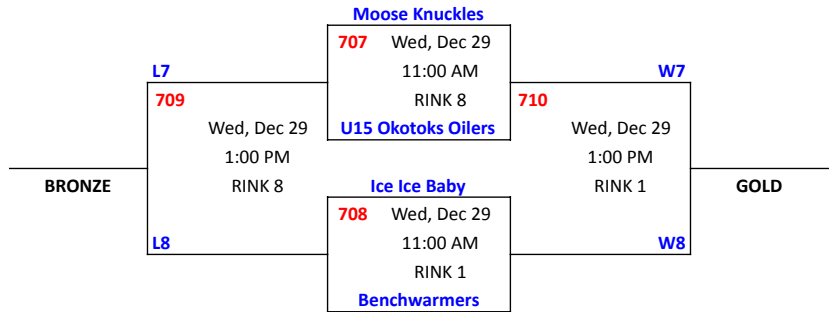 Moose Knuckles
707 Wed, Dec 29
11:00 AM
RINK 8
U15 Okotoks Oilers
L7
709
Wed, Dec 29
1:00 PM
RINK 8
BRONZE
L8
W7
710
Wed, Dec 29
1:00 PM
RINK 1
GOLD
W8
Ice Ice Baby
708 Wed, Dec 29
11:00 AM
RINK 1
Benchwarmers